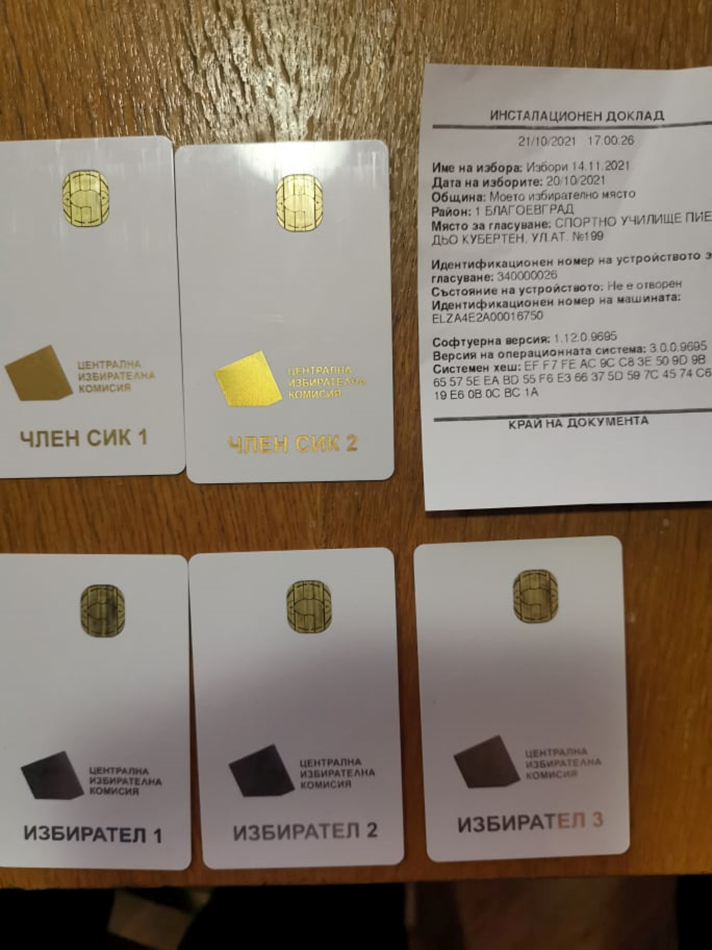 ИНСТАЛАЦИОНЕН ДОКЛАД
21/10/2021 17.00.26
Име на избора: Избори 14.11.2021
Дата на изборите: 20/10/2021
Община: Моето избирателно място
Район: 1 БЛАГОЕВГРАД
Място за гласуване: СПОРТНО УЧИЛИЩЕ ПИЕ
ДЬО КУБЕРТЕН, УЛ.АТ. №199
Идентификационен номер на устройството з
гласуване: 340000026
Състояние на устройството: Не е отворен
Идентификационен номер на машината:
ELZA4E2A00016750
Софтуерна версия: 1.12.0.9695
Версия на операционната система: 3.0.0.9695
Системен хеш: EF F7 FE AC 9C C8 3E 50 9D 9B
65 57 5E EA BD 55 F6 E3 66 37 5D 59 7C 45 74 C6
19 E6 0B 0C BC 1A
КРАЙ НА ДОКУМЕНТА
ЦЕНТРАЛНА
ИЗБИРАТЕЛНА
КОМИСИЯ
ЧЛЕН СИК 1
ЦЕНТРАЛНА
ИЗБИРАТЕЛНА
КОМИСИЯ
ЧЛЕН СИК 2
ЦЕНТРАЛНА
ИЗБИРАТЕЛНА
КОМИСИЯ
ИЗБИРАТЕЛ 1
ЦЕНТРАЛНА
ИЗБИРАТЕЛНА
КОМИСИЯ
ИЗБИРАТЕЛ 2
ЦЕНТРАЛНА
ИЗБИРАТЕЛНА
КОМИСИЯ
ИЗБИРАТЕЛ 3